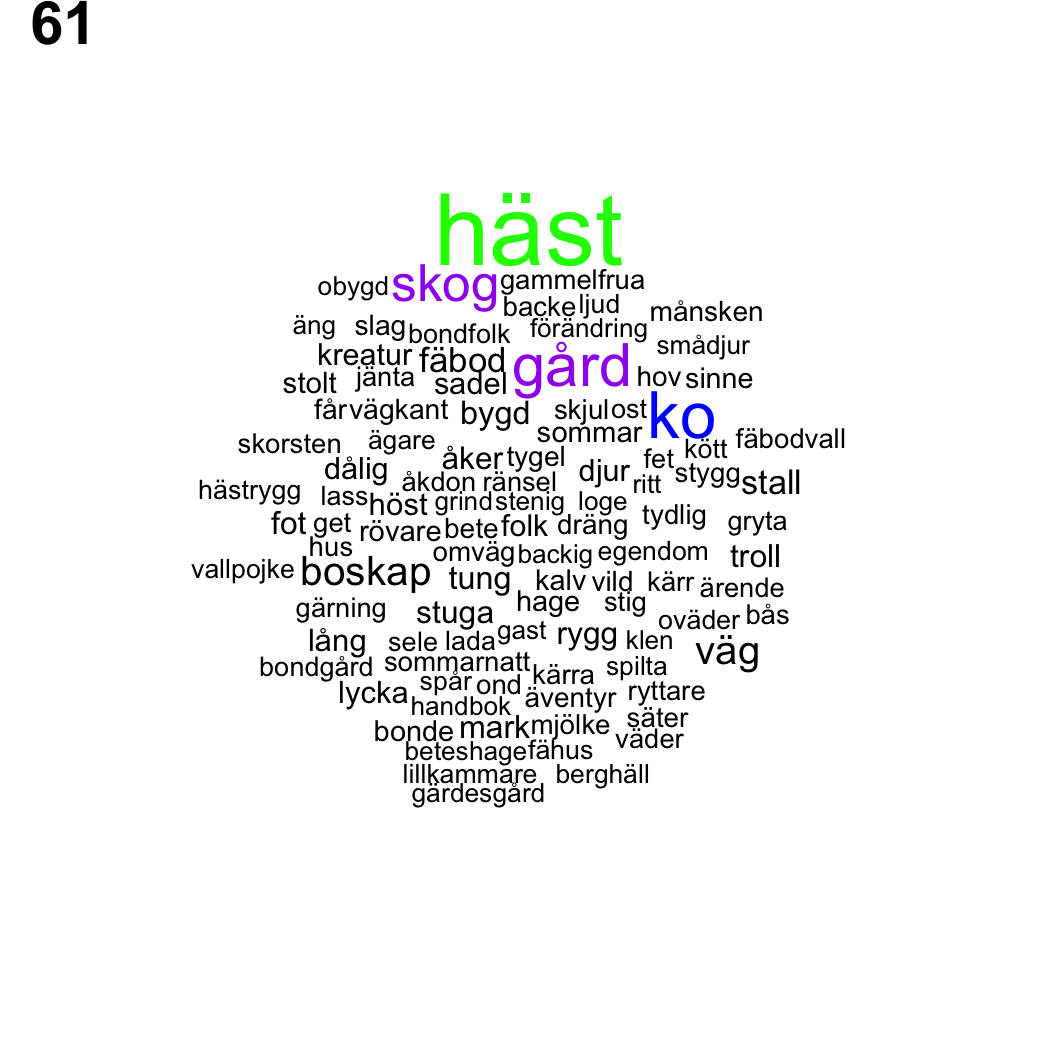 61
häst
obygd skog gammelfrua
backe ljud månsken
äng slag bondfolk förändring
kreatur fäbod gård smådjur
stolt jänta sadel hov sinne
får vägkant bygd skjul ost ko
skorsten ägare sommar kött fäbodvall
dålig åker tygel djur fet stygg stall
hästrygg lass åkdon ränsel ritt
höst grind stenig loge
fot get rövare bete folk dräng tydlig gryta
hus omväg backig egendom troll
vallpojke boskap tung kalv vild kärr ärende
gärning stuga hage stig oväder bås
lång sele lada gast rygg klen väg
bondgård sommarnatt kärra spilta
lycka spår ond äventyr ryttare
handbok
bonde mark mjölke säter
beteshage fähus väder
lillkammare berghäll
gärdesgård